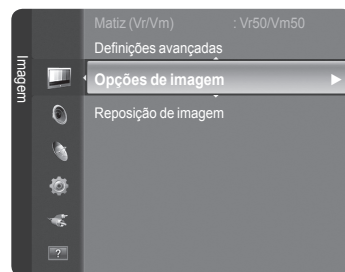 Imagem
Matiz (Vr/Vm) : Vr50/Vm50
Definições avançadas
Opções de imagem
Reposição de imagem
?